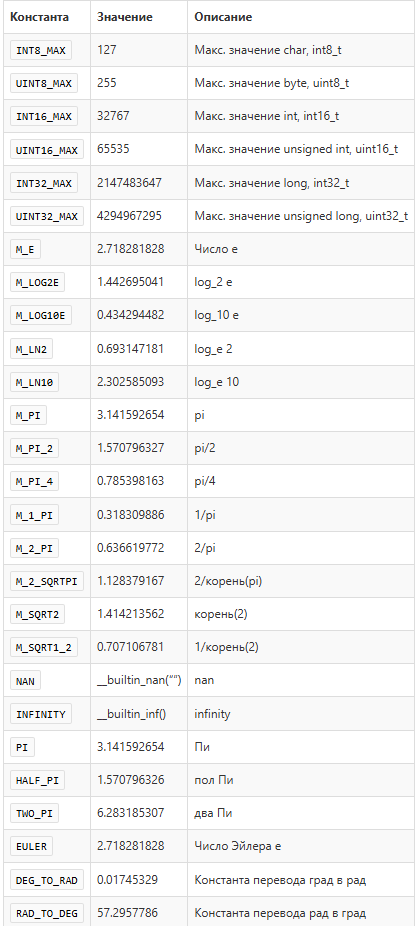 Константа Значение Описание
INT8_MAX 127 Макс. значение char, int8_t
UINT8_MAX 255 Макс. значение byte, uint8_t
INT16_MAX 32767 Макс. значение int, int16_t
UINT16_MAX 65535 Макс. значение unsigned int, uint16_t
INT32_MAX 2147483647 Макс. значение long, int32_t
UINT32_MAX 4294967295 Макс. значение unsigned long, uint32_t
M_E 2.718281828 Число е
M_LOG2E 1.442695041 log_2 e
M_LOG10E 0.434294482 log_10 e
M_LN2 0.693147181 log_e 2
M_LN10 2.302585093 log_e 10
M_PI 3.141592654 pi
M_PI_2 1.570796327 pi/2
M_PI_4 0.785398163 pi/4
M_1_PI 0.318309886 1/pi
M_2_PI 0.636619772 2/pi
M_2_SQRTPI 1.128379167 2/корень(pi)
M_SQRT2 1.414213562 корень(2)
M_SQRT1_2 0.707106781 1/корень(2)
NAN __builtin_nan(““) nan
INFINITY __builtin_inf() infinity
PI 3.141592654 Пи
HALF_PI 1.570796326 пол Пи
TWO_PI 6.283185307 два Пи
EULER 2.718281828 Число Эйлера е
DEG_TO_RAD 0.01745329 Константа перевода град в рад
RAD_TO_DEG 57.2957786 Константа перевода рад в град